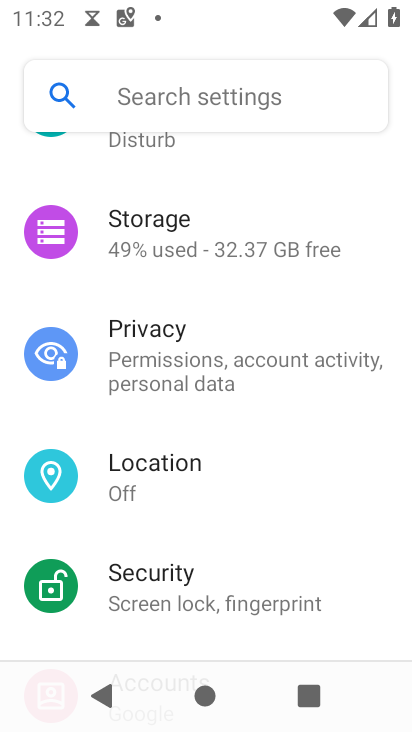 11:32
Search settings
Disturb
Storage
49% used - 32.37 GB free
Privacy
Permissions, account activity,
personal data
Location
Off
Security
Screen lock, fingerprint
Accounts
Google